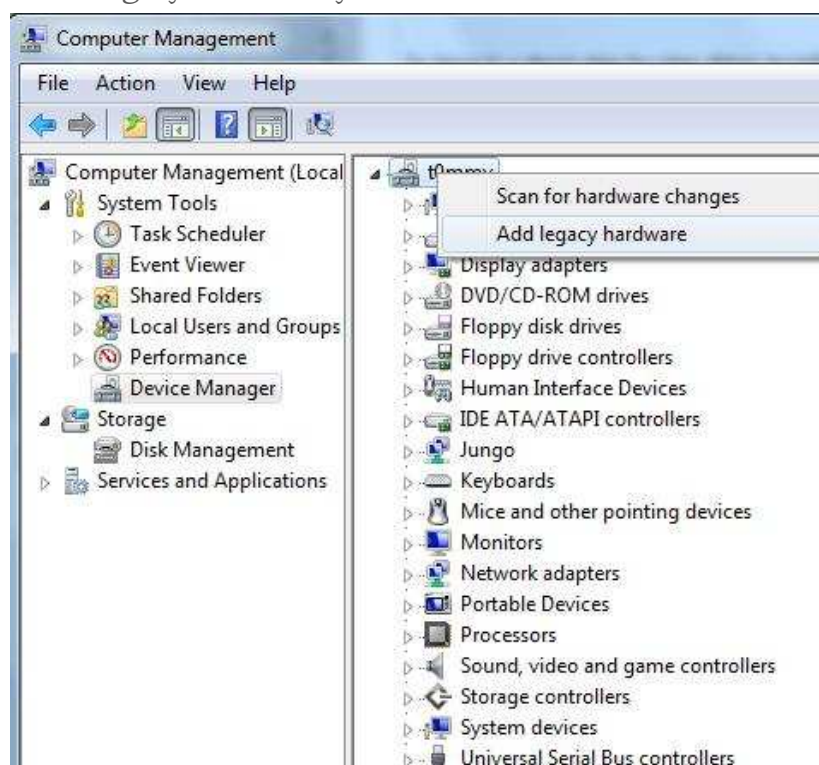 Computer Management
File Action View Help
Computer Management (Local
System Tools
Task Scheduler
Event Viewer
Shared Folders
Local Users and Groups
Performance
Device Manager
Storage
Disk Management
Services and Applications
Scan for hardware changes
Add legacy hardware
Display adapters
DVD/CD-ROM drives
Floppy disk drives
Floppy drive controllers
Human Interface Devices
IDE ATA/ATAPI controllers
Jungo
Keyboards
Mice and other pointing devices
Monitors
Network adapters
Portable Devices
Processors
Sound, video and game controllers
Storage controllers
System devices
Universal Serial Bus controllers